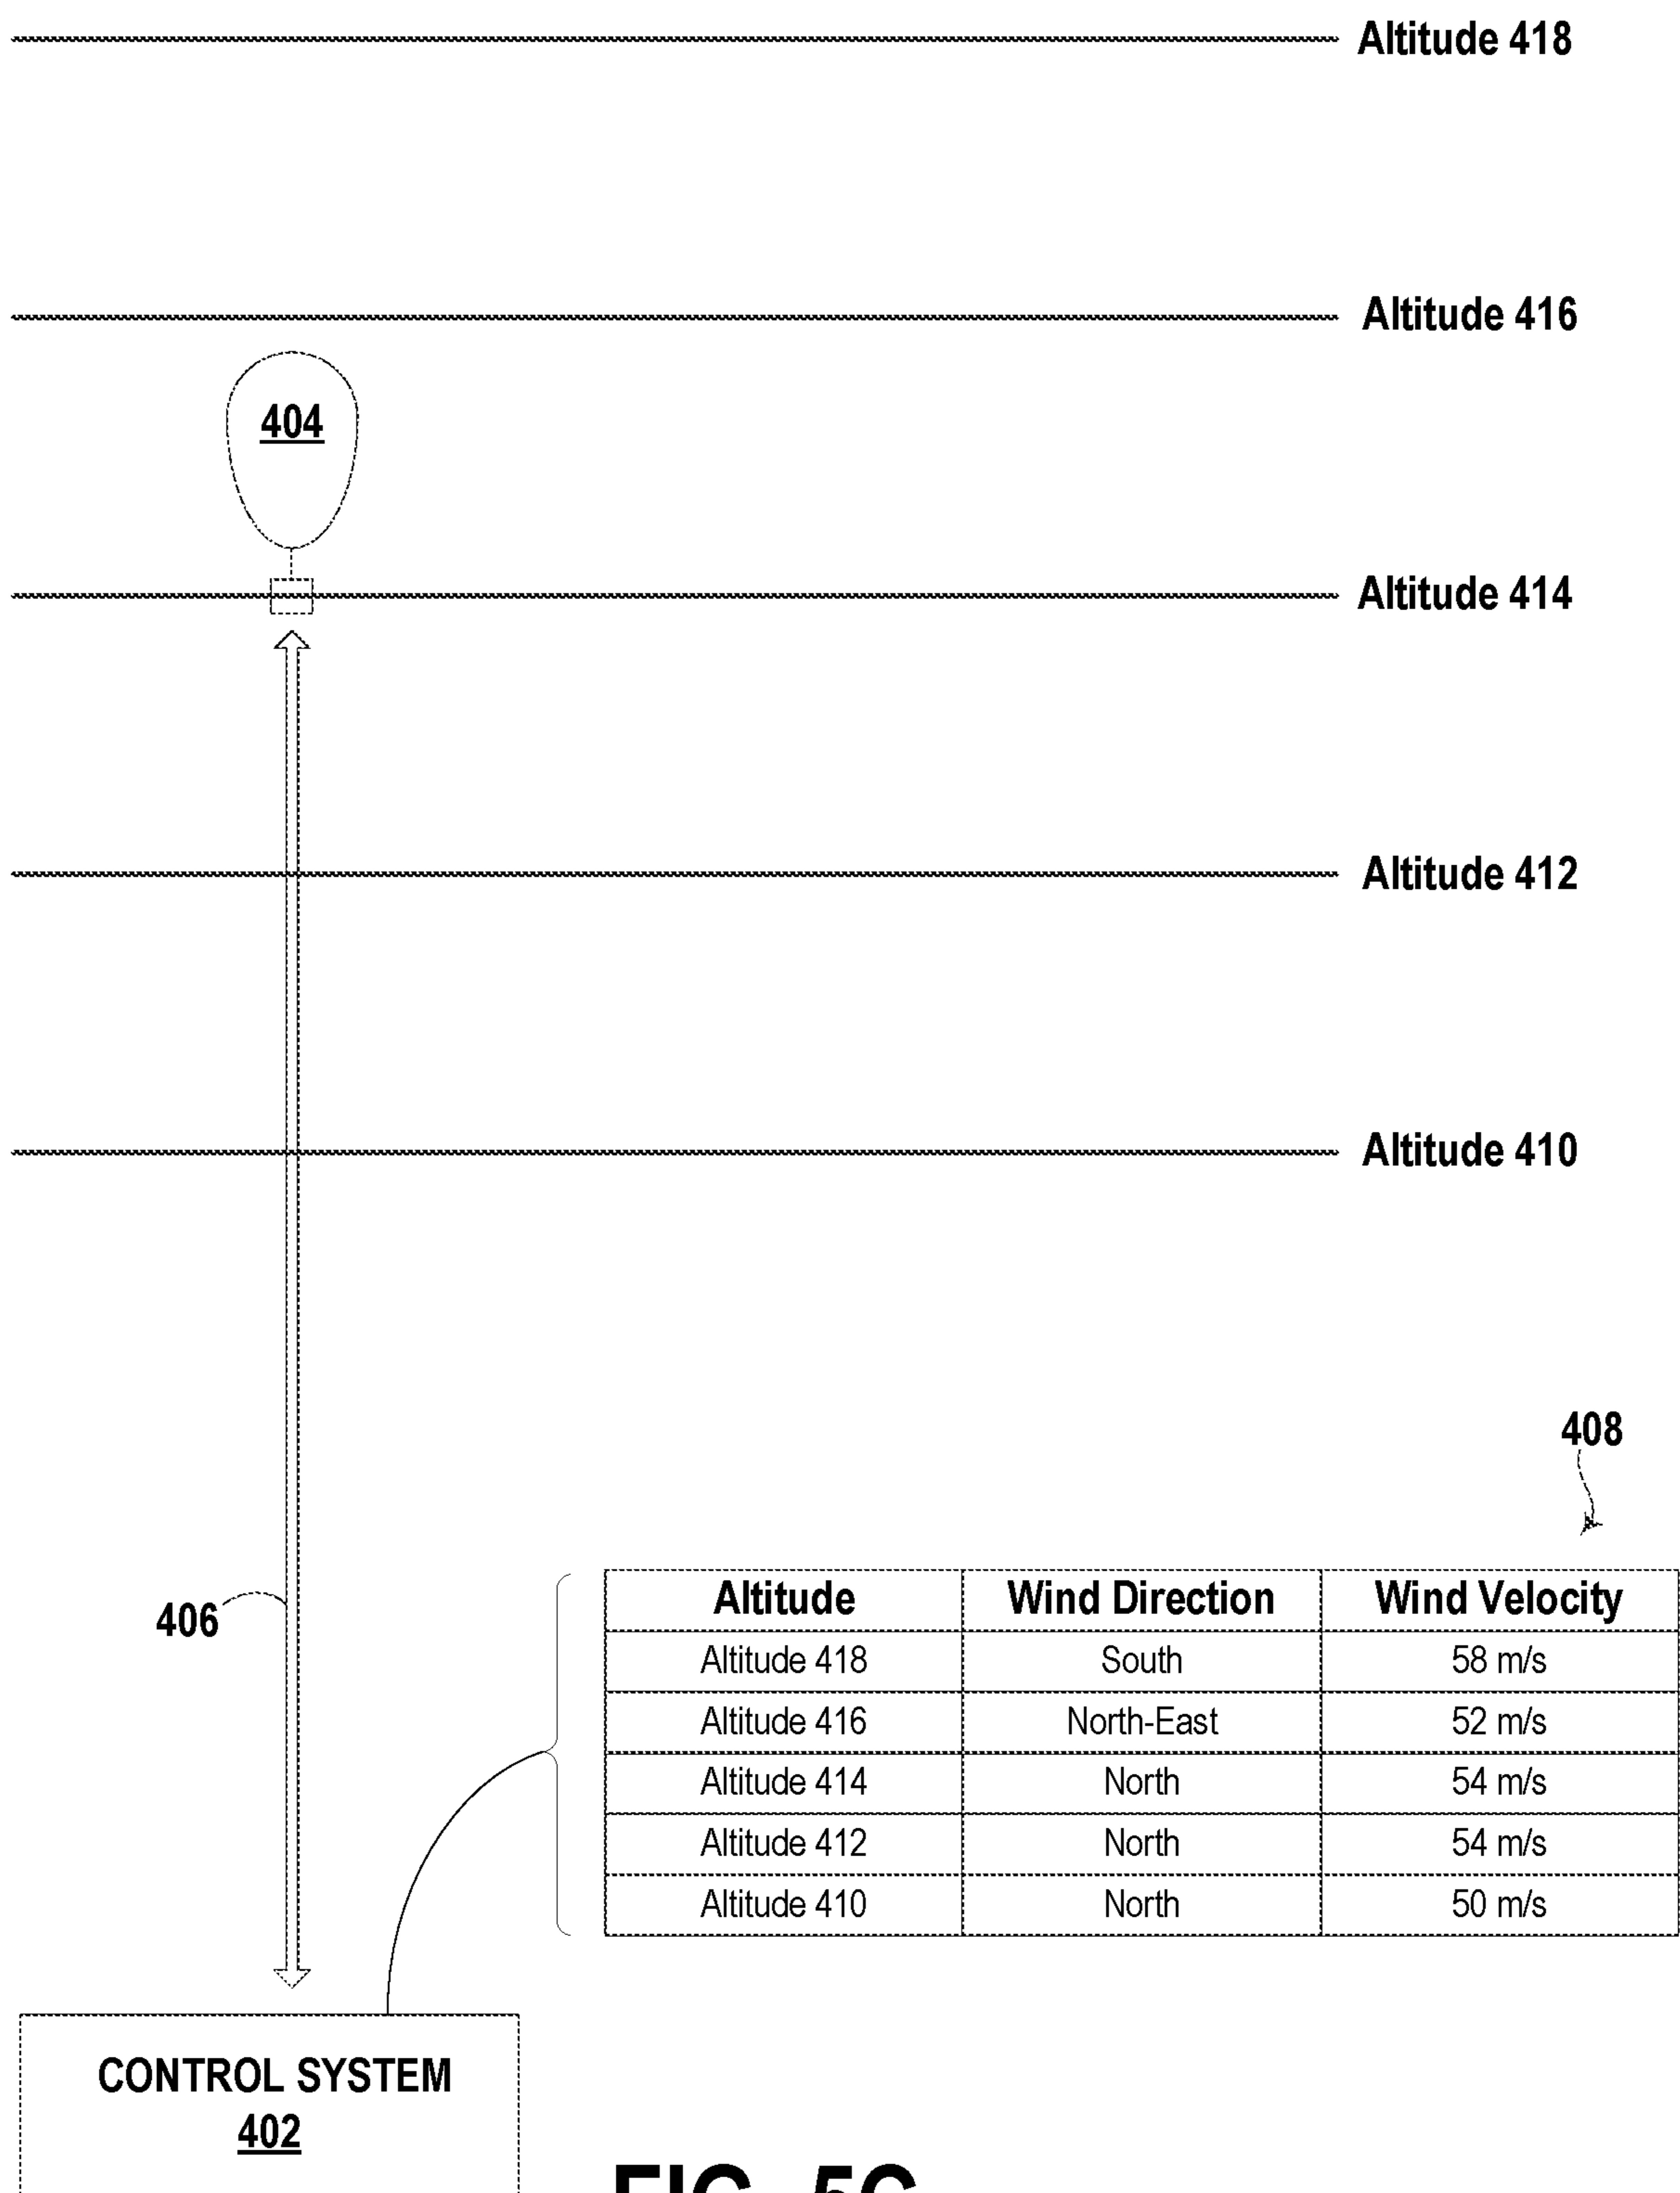 Altitude 418
Altitude 416
404
Altitude 414
Altitude 412
Altitude 410
408
406
Altitude Wind Direction Wind Velocity
Altitude 418 South 58 m/s
Altitude 416 North-East 52 m/s
Altitude 414 North 54 m/s
Altitude 412 North 54 m/s
Altitude 410 North 50 m/s
CONTROL SYSTEM
402
FIG. 5C